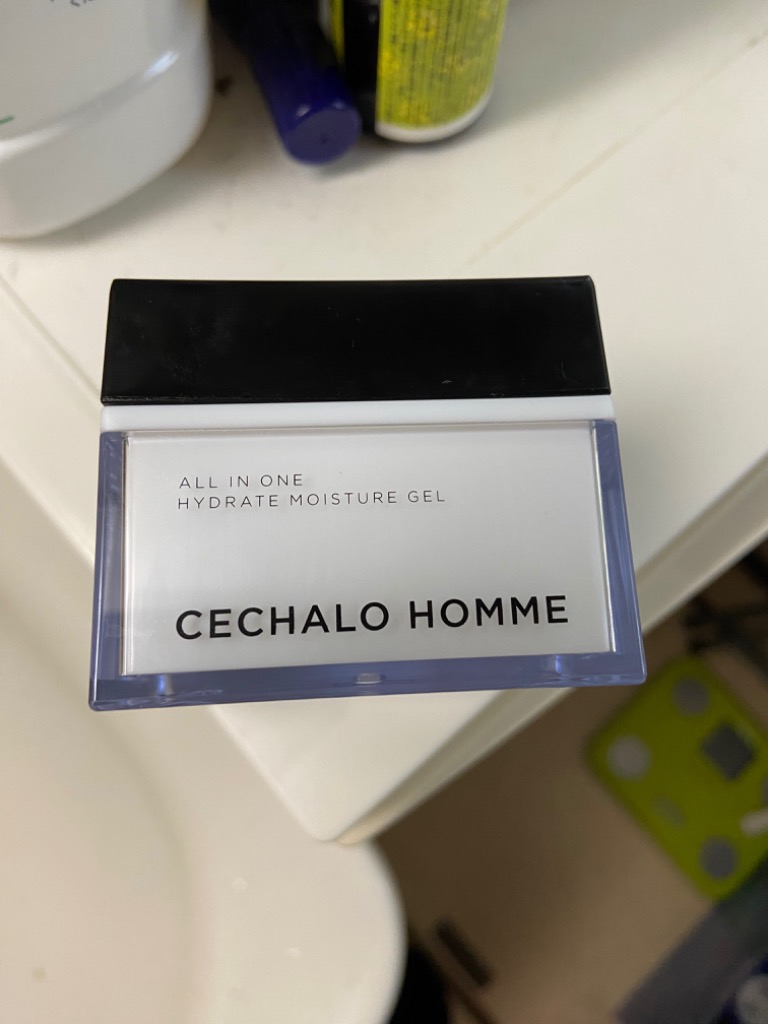 ALL IN ONE
HYDRATE MOISTURE GEL
CECHALO HOMME